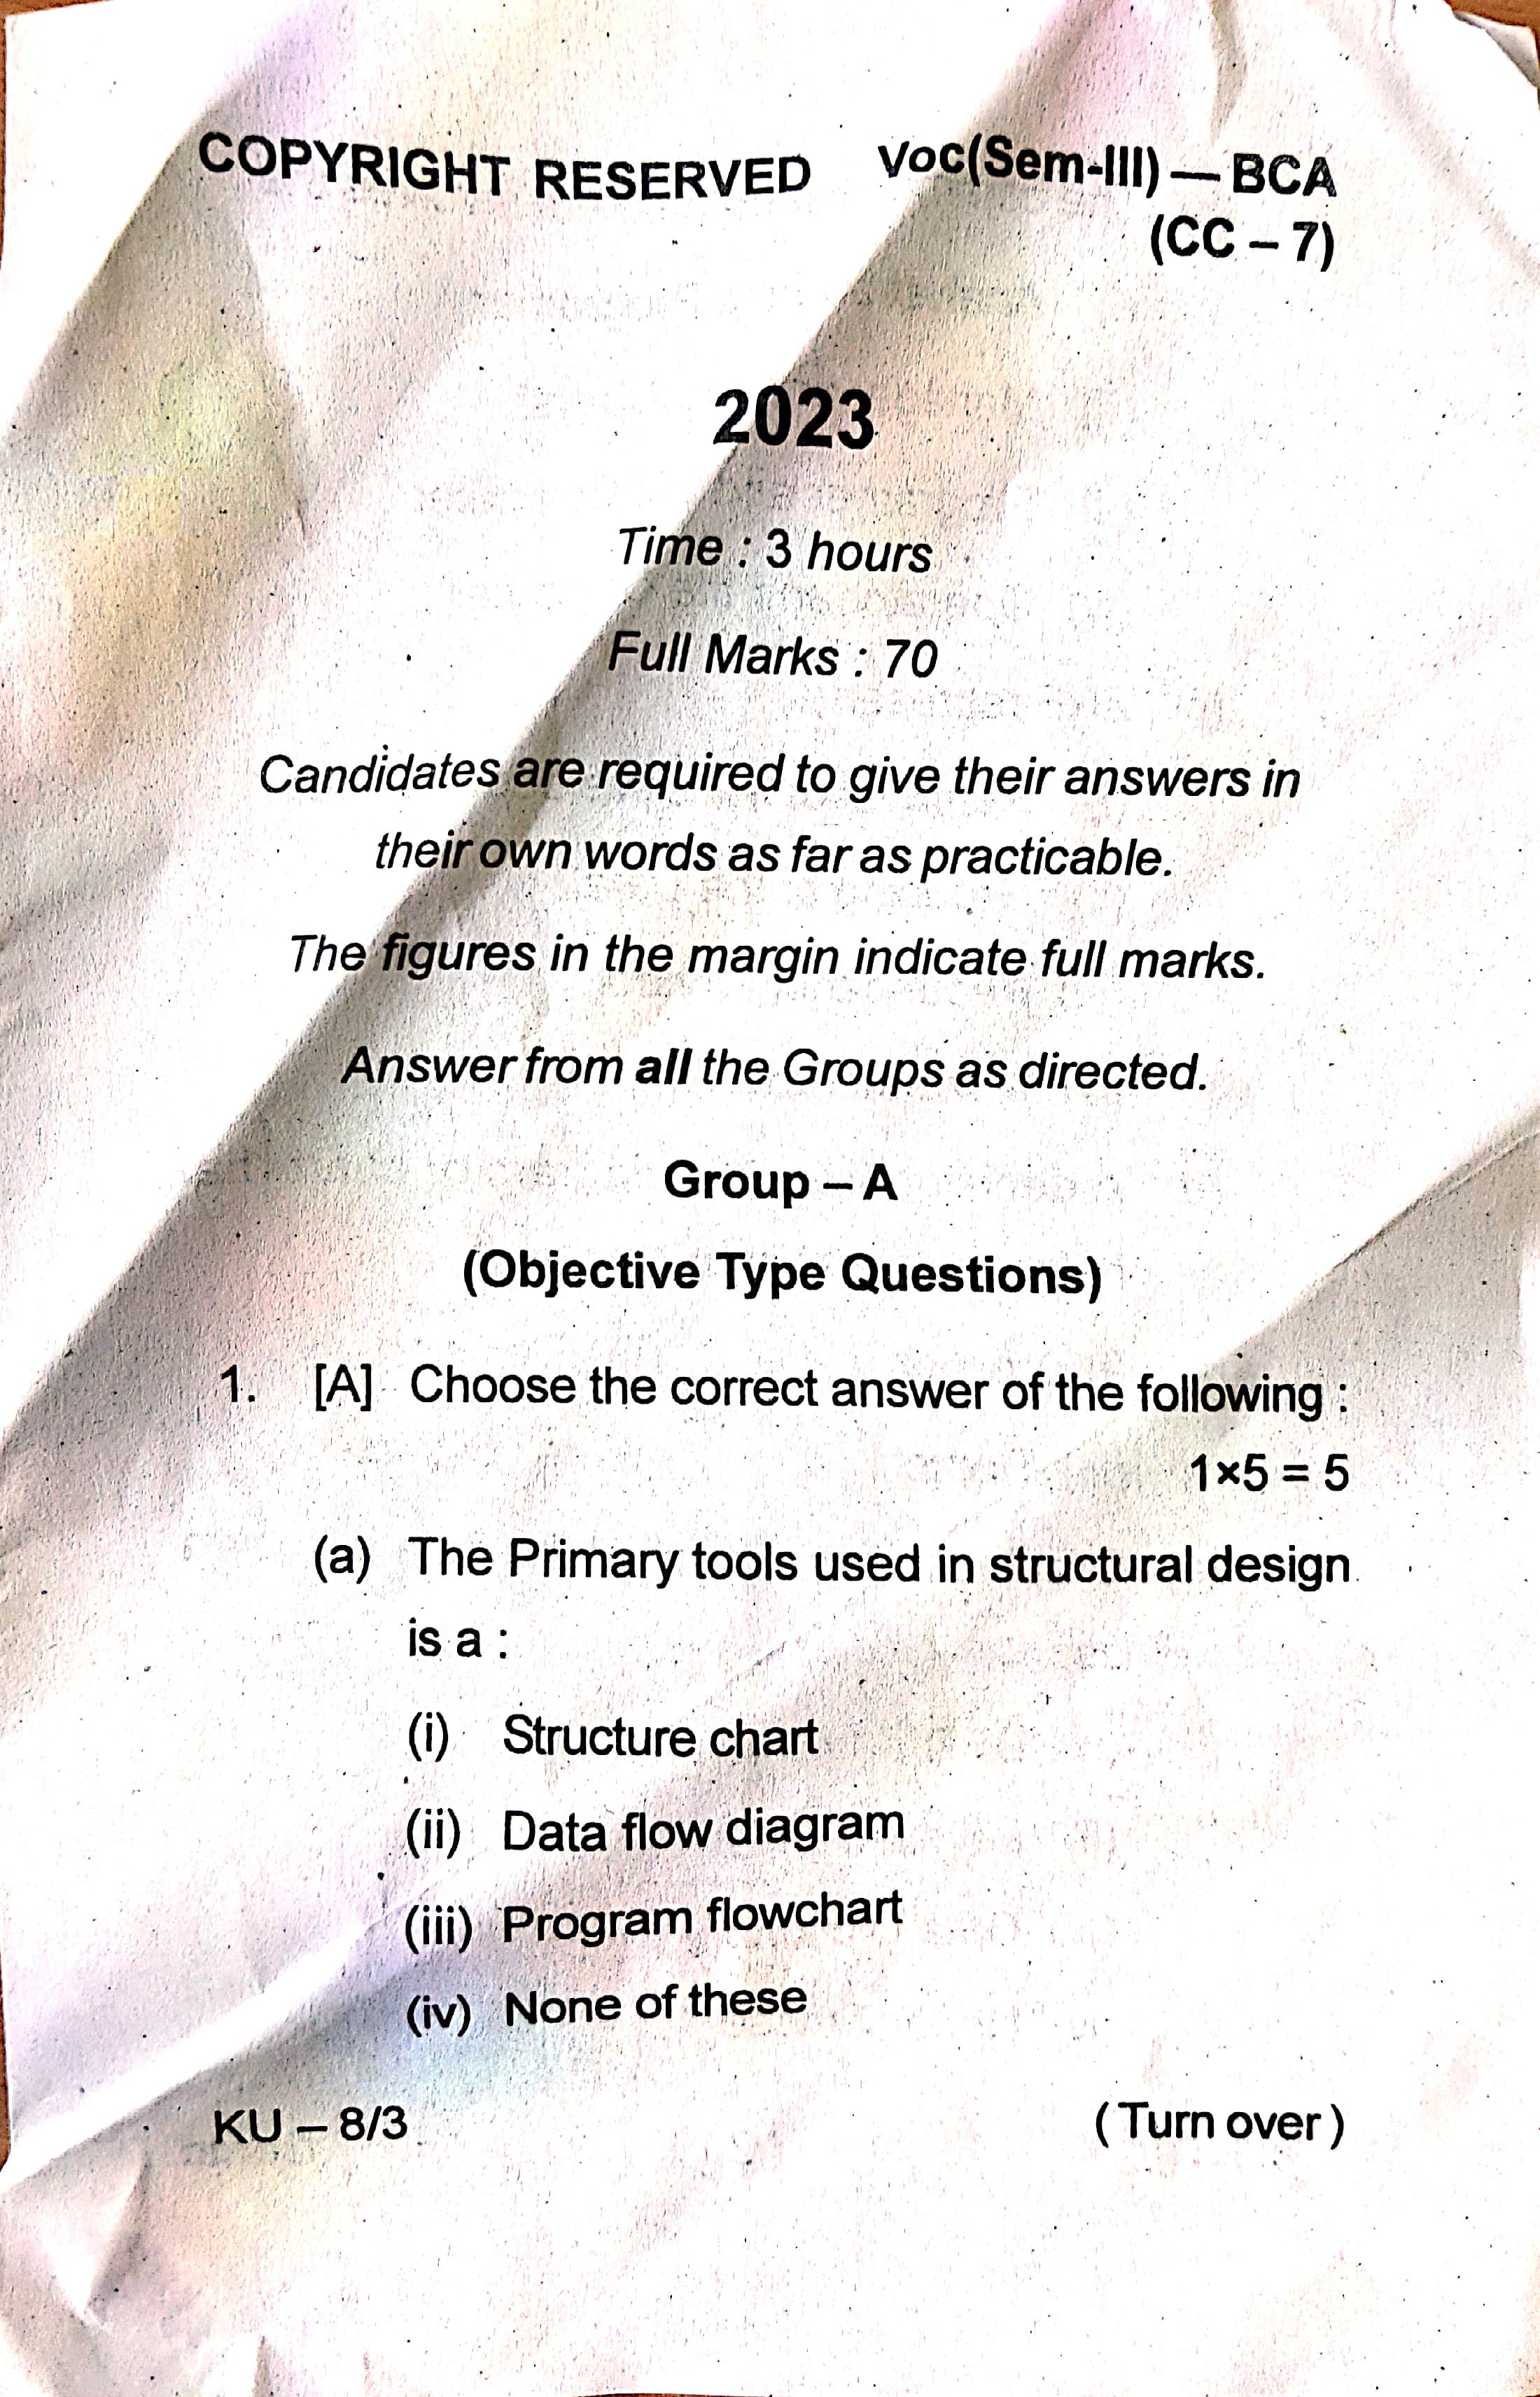 COPYRIGHT RESERVED Voc(Sem-III) — BCA
(CC – 7)
2023
Time : 3 hours
Full Marks : 70
Candidates are required to give their answers in
their own words as far as practicable.
The figures in the margin indicate full marks.
Answer from all the Groups as directed.
Group – A
(Objective Type Questions)
1. [A] Choose the correct answer of the following :
1×5 = 5
(a) The Primary tools used in structural design
is a :
(i) Structure chart
(ii) Data flow diagram
(iii) Program flowchart
(iv) None of these
KU – 8/3 (Turn over)